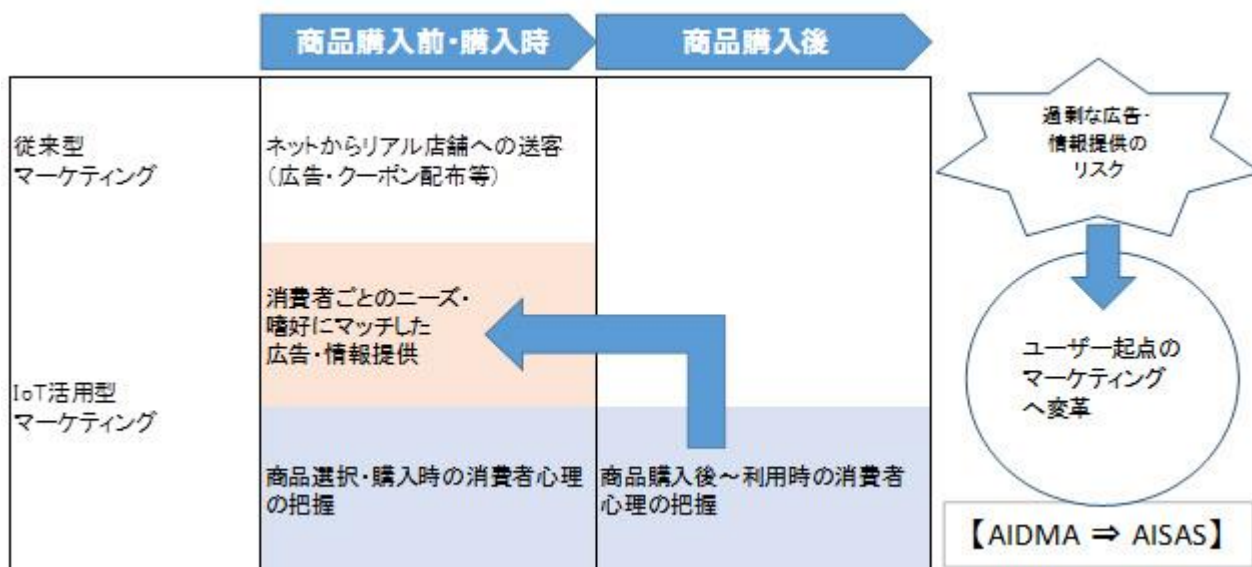 商品購入前・購入時
商品購入後
従来型
マーケティング
ネットからリアル店舗への送客
(広告・クーポン配布等)
過剰な広告・
情報提供の
リスク
消費者ごとのニーズ・
嗜好にマッチした
広告・情報提供
IoT活用型
マーケティング
ユーザー起点の
マーケティング
へ変革
商品選択・購入時の消費者心理
の把握
商品購入後～利用時の消費者
心理の把握
【AIDMA ⇒ AISAS】